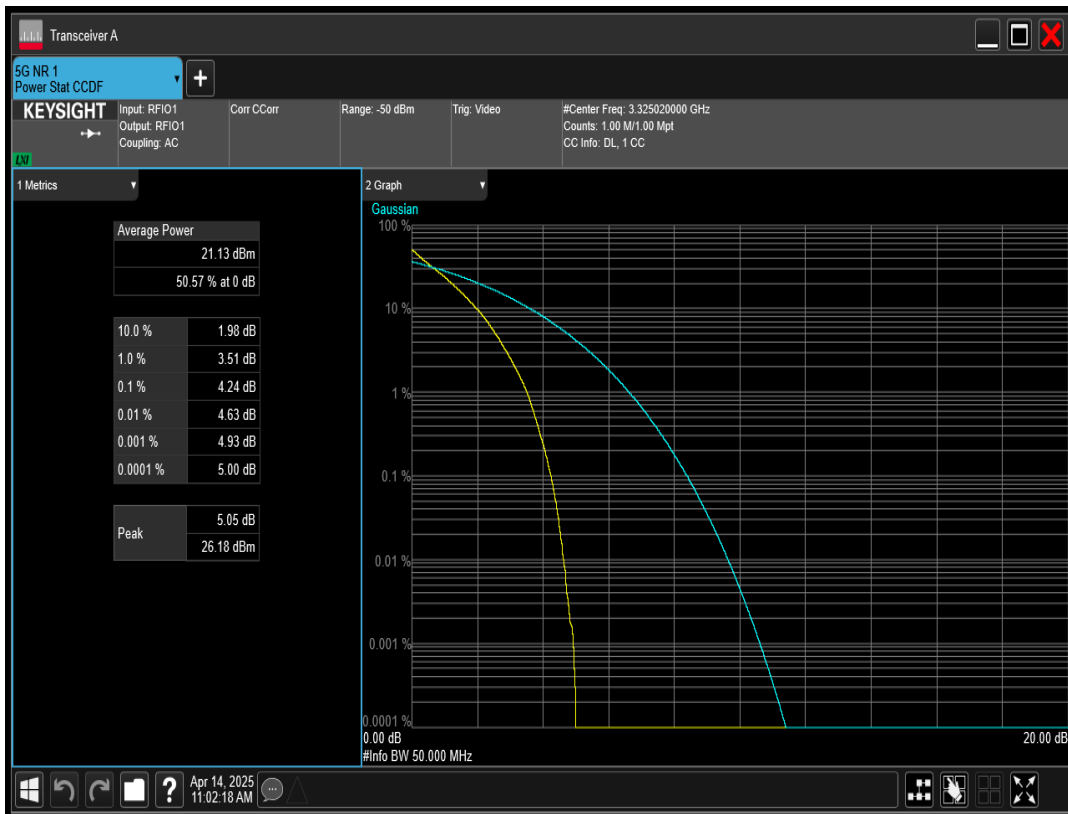 Transceiver A
5G NR 1
Power Stat CCDF
+
KEYSIGHT
LXI
Input: RFIO1
Output: RFIO1
Coupling: AC
Corr CCorr
Range: -50 dBm
Trig: Video
#Center Freq: 3.325020000 GHz
Counts: 1.00 M/1.00 Mpt
CC Info: DL, 1 CC
1 Metrics
Average Power
21.13 dBm
50.57 % at 0 dB
10.0 % 1.98 dB
1.0 % 3.51 dB
0.1 % 4.24 dB
0.01 % 4.63 dB
0.001 % 4.93 dB
0.0001 % 5.00 dB
Peak
5.05 dB
26.18 dBm
2 Graph
Gaussian
100 %
10 %
1 %
0.1 %
0.01 %
0.001 %
0.0001 %
0.00 dB 20.00 dB
#Info BW 50.000 MHz
?
Apr 14, 2025
11:02:18 AM